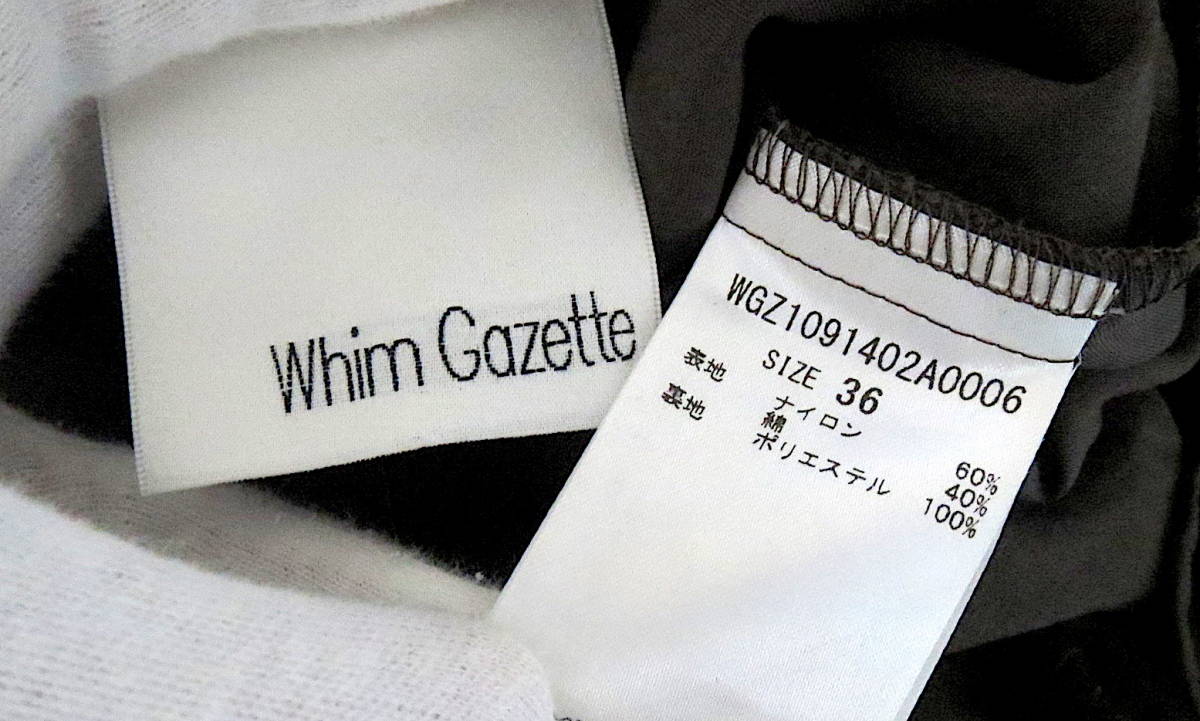 Whim Gazette
WGZ1091402A0006
SIZE 36
表地 ナイロン 60%
綿 40%
裏地 ポリエステル 100%